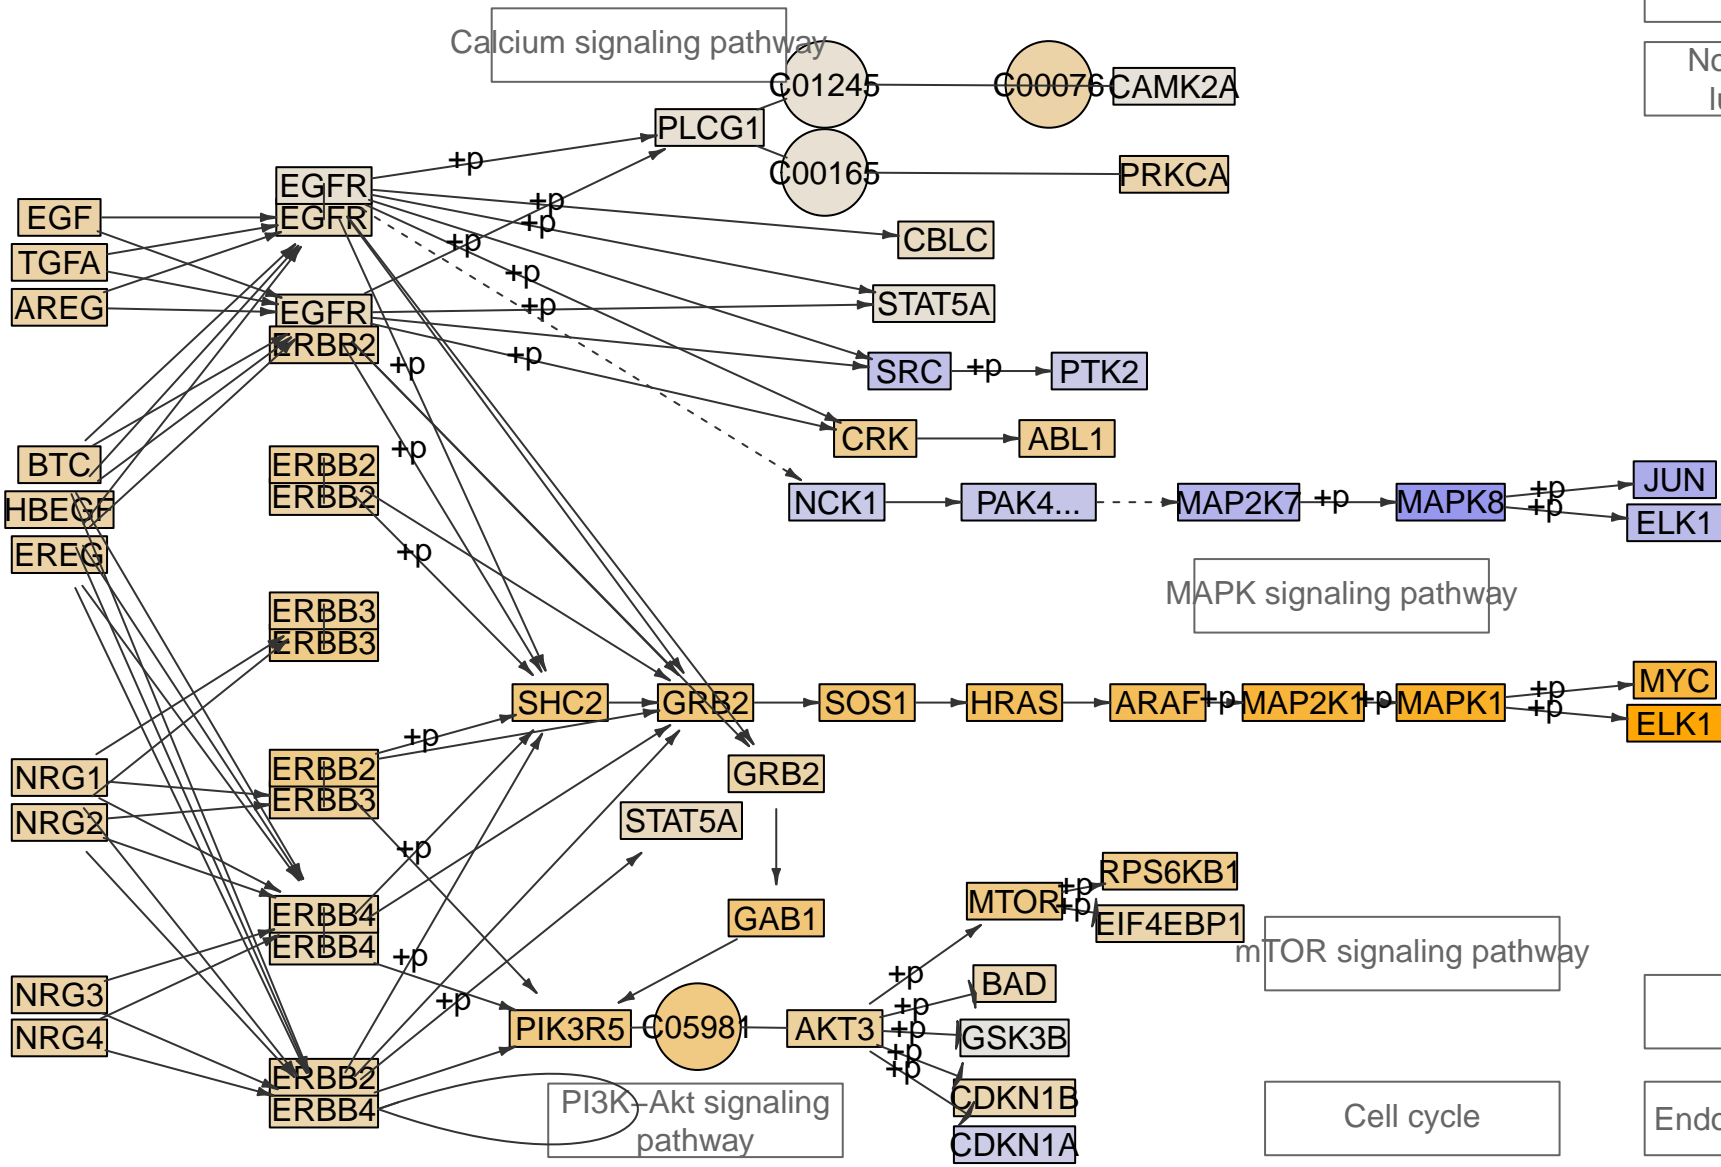 Calcium signaling pathway
No
lu
C01245
C00076
CAMK2A
PLCG1
+p
C00165
PRKCA
EGFR
EGFR
+p
+p
EGF
CBLC
TGFA
+p
+p
AREG
EGFR
+p
STAT5A
ERBB2
+p
+p
SRC
+p
PTK2
CRK
ABL1
BTC
ERBB2
+p
ERBB2
HBEGF
NCK1
PAK4...
MAP2K7
+p
MAPK8
+p
+p
JUN
ELK1
EREG
+p
MAPK signaling pathway
ERBB3
ERBB3
SHC2
GRB2
SOS1
HRAS
ARAF
+p
MAP2K1
+p
MAPK1
+p
+p
MYC
ELK1
+p
NRG1
ERBB2
ERBB3
GRB2
NRG2
STAT5A
+p
RPS6KB1
+p
+p
MTOR
EIF4EBP1
ERBB4
ERBB4
GAB1
mTOR signaling pathway
+p
+p
BAD
NRG3
+p
+p
PIK3R5
C05981
AKT3
+p
GSK3B
NRG4
+p
+p
ERBB2
ERBB4
CDKN1B
CDKN1A
PI3K−Akt signaling
pathway
Cell cycle
Endo